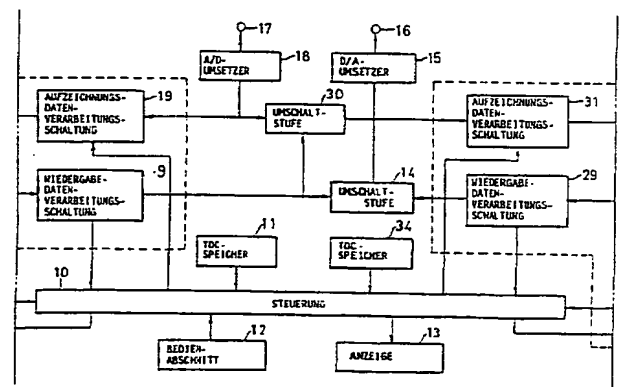 17
16
A/D-
UMSETZER
18
D/A-
UMSETZER
15
AUFZEICHNUNGS-
DATEN-
VERARBEITUNGS-
SCHALTUNG
19
30
UMSCHALT-
STUFE
AUFZEICHNUNGS-
DATEN-
VERARBEITUNGS-
SCHALTUNG
31
WIEDERGABE-
DATEN-
VERARBEITUNGS-
SCHALTUNG
9
14
UMSCHALT-
STUFE
WIEDERGABE-
DATEN-
VERARBEITUNGS-
SCHALTUNG
29
11
TOC-
SPEICHER
34
TOC-
SPEICHER
10
STEUERUNG
12
BEDIEN-
ABSCHNITT
13
ANZEIGE